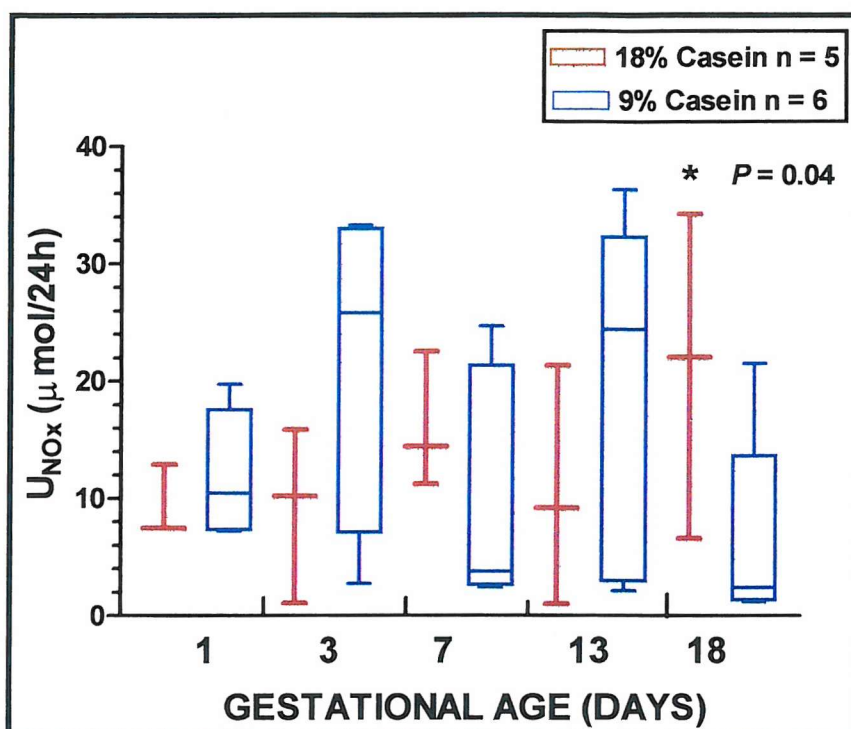 18% Casein n = 5
9% Casein n = 6
40
* P = 0.04
30
20
10
0
UNOx (μ mol/24h)
1 3 7 13 18
GESTATIONAL AGE (DAYS)